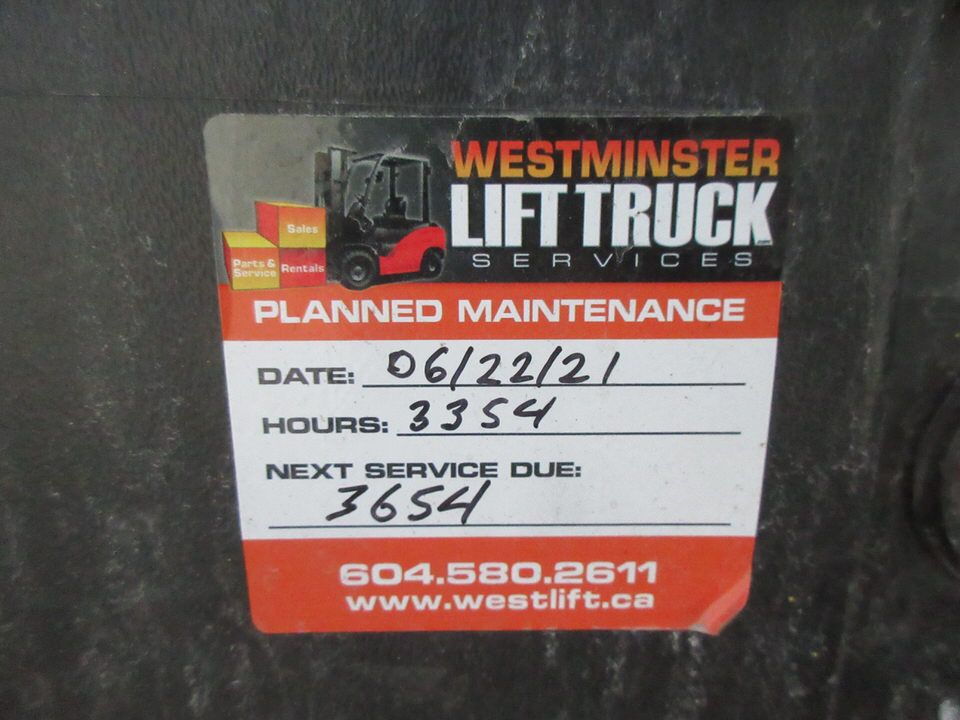 WESTMINSTER
LIFT TRUCK
SERVICES
Sales
Parts &
Service
Rentals
PLANNED MAINTENANCE
DATE: 06/22/21
HOURS: 3354
NEXT SERVICE DUE:
3654
604.580.2611
www.westlift.ca